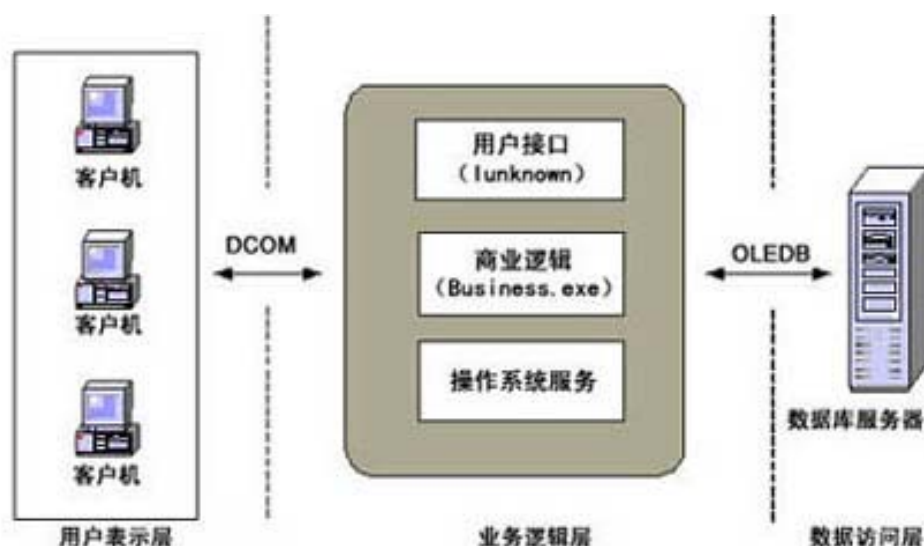 客户机
客户机
客户机
用户表示层
DCOM
用户接口
（Iunknown）
商业逻辑
（Business.exe）
操作系统服务
业务逻辑层
OLEDB
数据库服务器
数据访问层